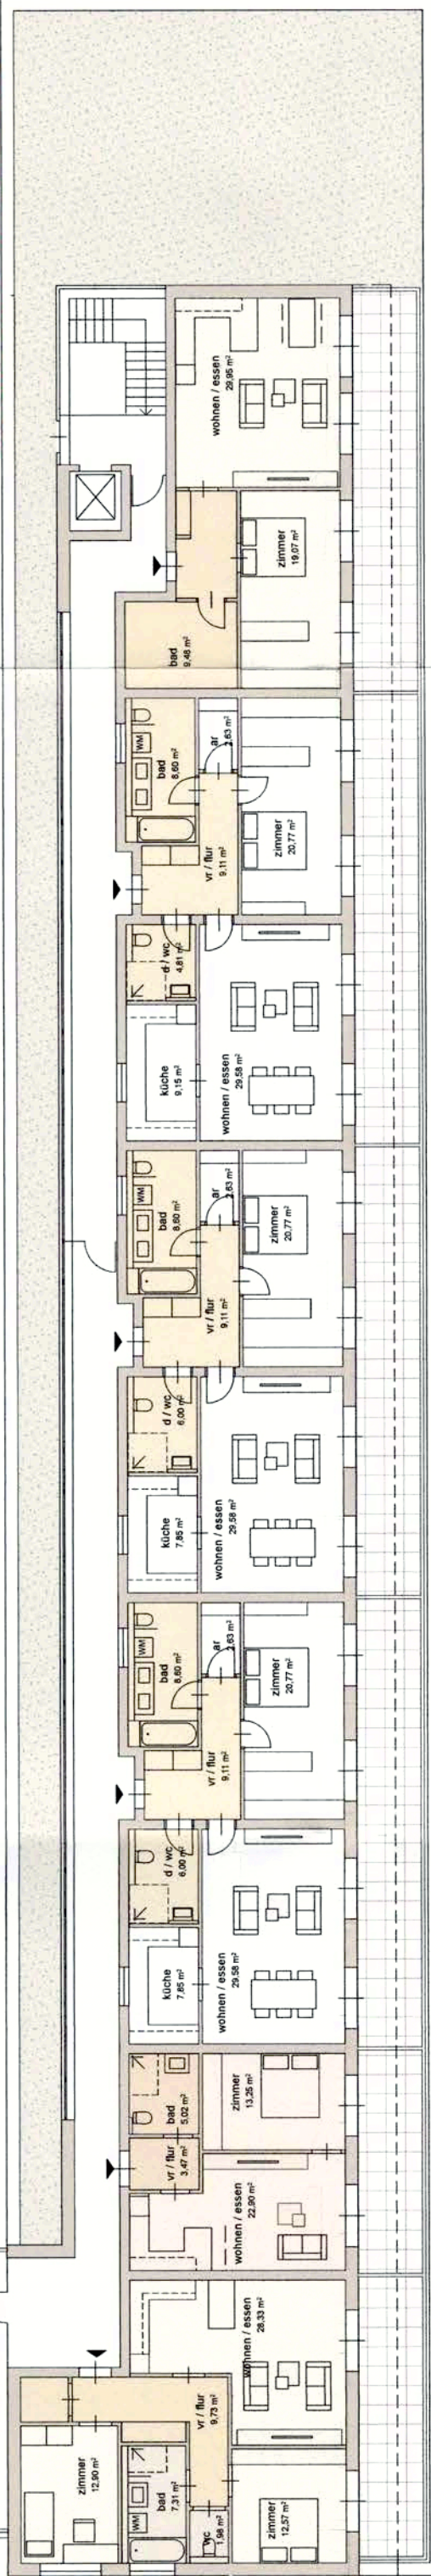 wohnen / essen
29,95 m²
zimmer
19,07 m²
bad
9,48 m²
WM
bad
8,60 m²
ar
2,63 m²
vr / flur
9,11 m²
zimmer
20,77 m²
d / wc
4,81 m²
küche
9,15 m²
wohnen / essen
29,58 m²
WM
bad
8,60 m²
ar
2,63 m²
vr / flur
9,11 m²
zimmer
20,77 m²
d / wc
6,00 m²
küche
7,85 m²
wohnen / essen
29,58 m²
WM
bad
8,60 m²
ar
2,63 m²
vr / flur
9,11 m²
zimmer
20,77 m²
d / wc
6,00 m²
küche
7,85 m²
wohnen / essen
29,58 m²
bad
5,02 m²
zimmer
13,25 m²
vr / flur
3,47 m²
wohnen / essen
22,90 m²
wohnen / essen
28,33 m²
vr / flur
9,73 m²
zimmer
12,90 m²
WM
bad
7,31 m²
wc
1,98 m²
zimmer
12,57 m²